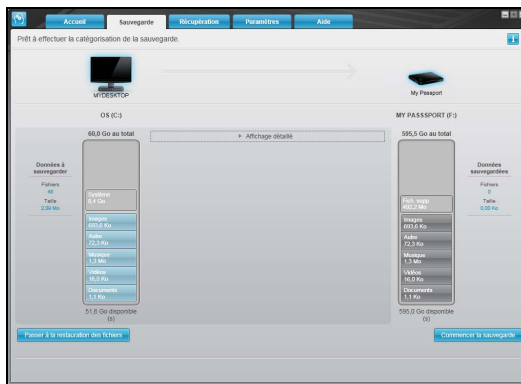 Accueil
Sauvegarde
Récupération
Paramètres
Aide
Prêt à effectuer la catégorisation de la sauvegarde.
MYDESKTOP
My Passport
OS (C:)
MY PASSSPORT (F:)
60,0 Go au total
Affichage détaillé
595,5 Go au total
Données à
sauvegarder
Fichiers
48
Taille
2,09 Mo
Système
8,4 Go
Images
693,6 Ko
Autre
72,3 Ko
Musique
1,3 Mo
Vidéos
16,0 Ko
Documents
1,1 Ko
51,6 Go disponible
(s)
Fich. supp.
492,2 Mo
Images
693,6 Ko
Autre
72,3 Ko
Musique
1,3 Mo
Vidéos
16,0 Ko
Documents
1,1 Ko
595,0 Go disponible
(s)
Données
sauvegardées
Fichiers
0
Taille
0,00 Ko
Passer à la restauration des fichiers
Commencer la sauvegarde